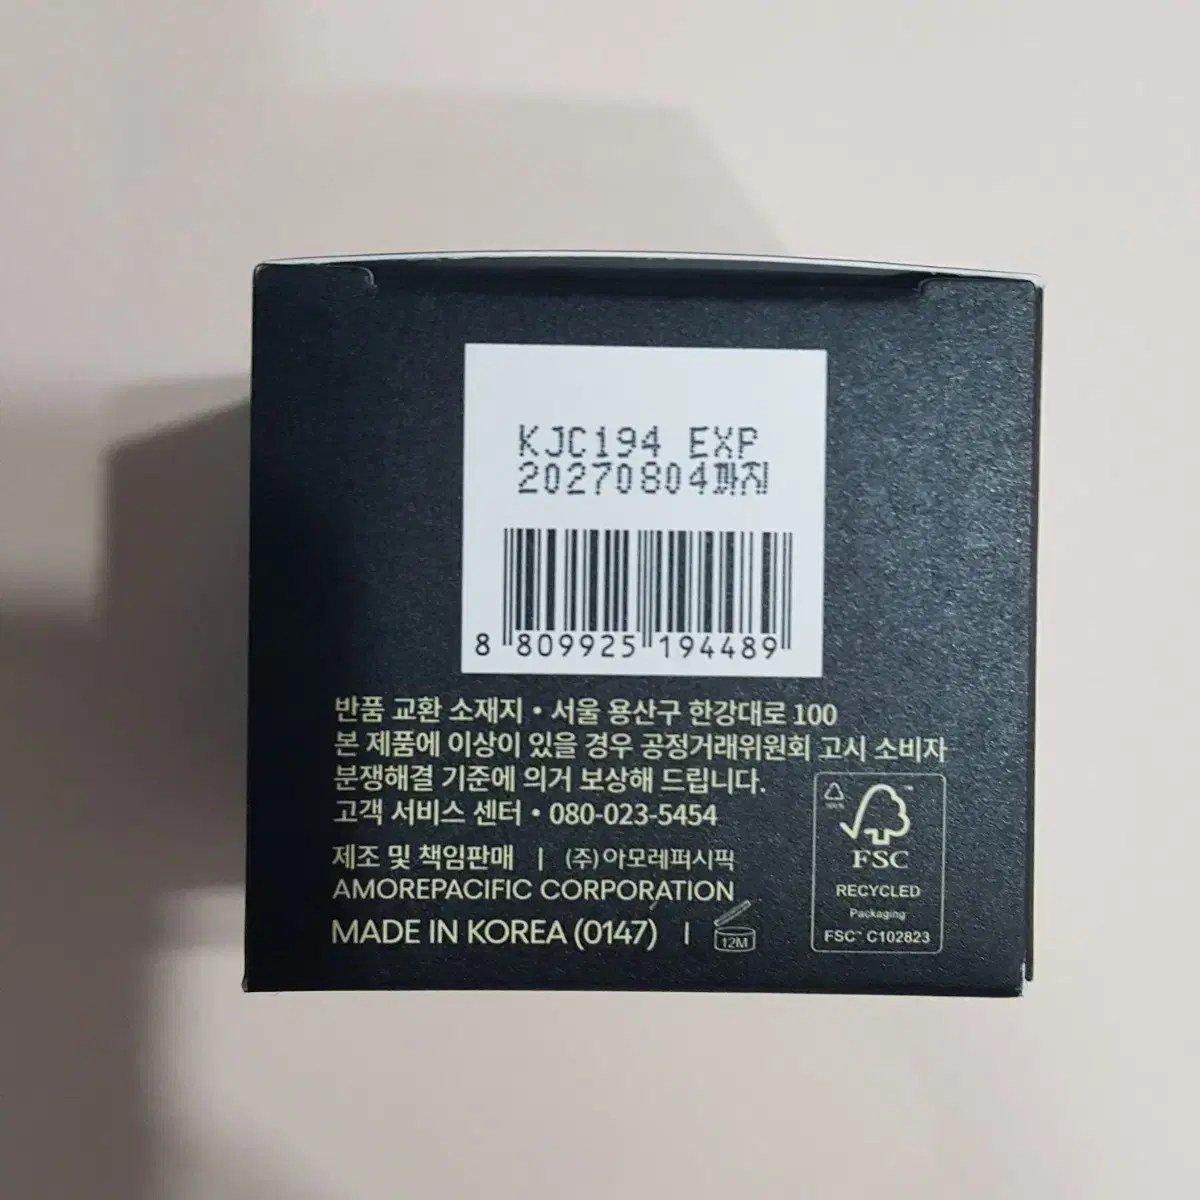 KJC194 EXP
20270804까지
8 809925 194489
반품 교환 소재지 • 서울 용산구 한강대로 100
본 제품에 이상이 있을 경우 공정거래위원회 고시 소비자
분쟁해결 기준에 의거 보상해 드립니다.
고객 서비스 센터 • 080-023-5454
제조 및 책임판매 | (주)아모레퍼시픽
AMOREPACIFIC CORPORATION
MADE IN KOREA (0147) |
12M
FSC
RECYCLED
Packaging
FSC™ C102823